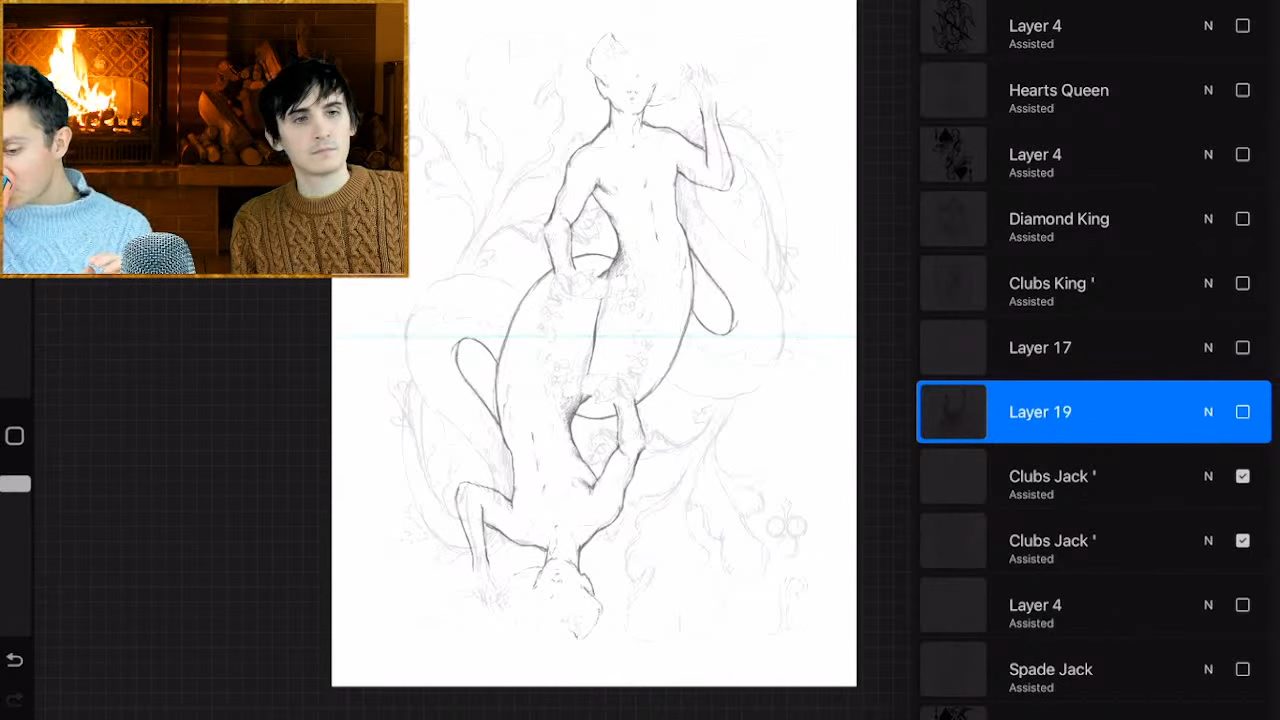 Layer 4
N
Assisted
Hearts Queen
N
Assisted
Layer 4
N
Assisted
Diamond King
N
Assisted
Clubs King '
N
Assisted
Layer 17
N
Layer 19
N
Clubs Jack '
N
Assisted
Clubs Jack '
N
Assisted
Layer 4
N
Assisted
Spade Jack
N
Assisted